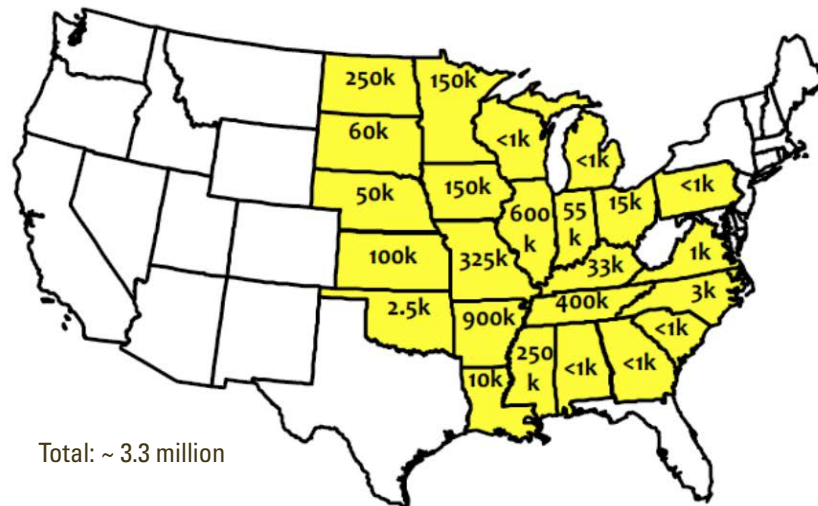 250k
150k
60k
<1k
<1k
50k
150k
600
k
55
k
15k
<1k
100k
325k
33k
1k
2.5k
900k
400k
3k
10k
250
k
<1k
<1k
<1k
Total: ~ 3.3 million